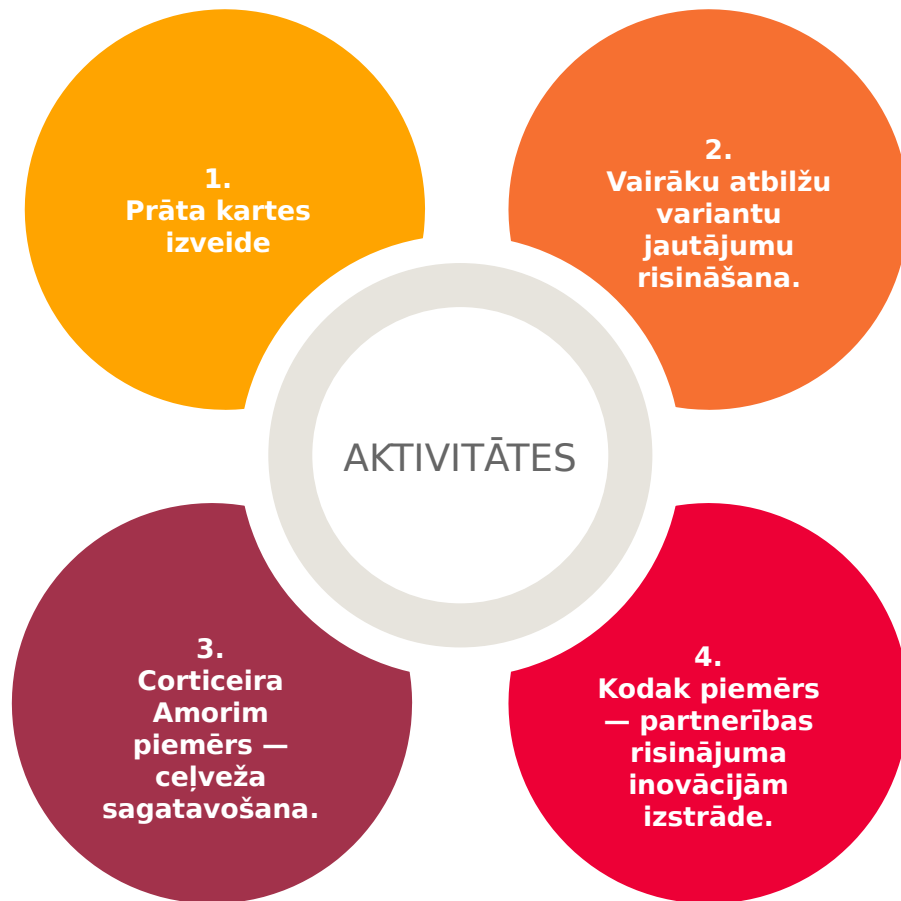 1.
Prāta kartes
izveide
2.
Vairāku atbilžu
variantu
jautājumu
risināšana.
AKTIVITĀTES
3.
Corticeira
Amorim
piemērs —
ceļveža
sagatavošana.
4.
Kodak piemērs
— partnerības
risinājuma
inovācijām
izstrāde.